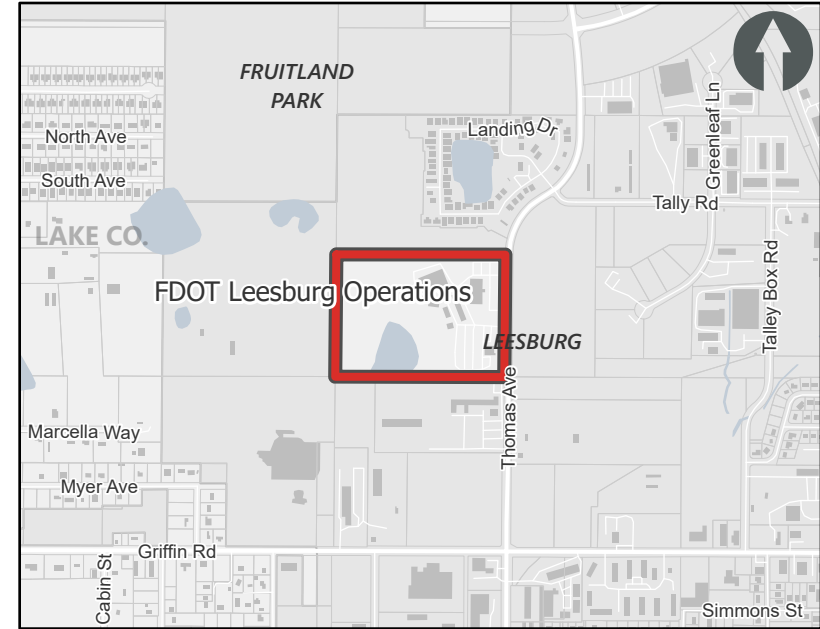 FRUITLAND
PARK
North Ave
Landing Dr
Greenleaf Ln
South Ave
Tally Rd
LAKE CO.
Talley Box Rd
FDOT Leesburg Operations
LEESBURG
Thomas Ave
Marcella Way
Myer Ave
Griffin Rd
Cabin St
Simmons St